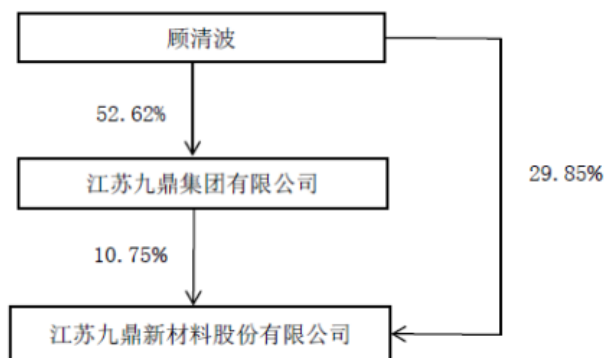 顾清波
52.62%
江苏九鼎集团有限公司
29.85%
10.75%
江苏九鼎新材料股份有限公司